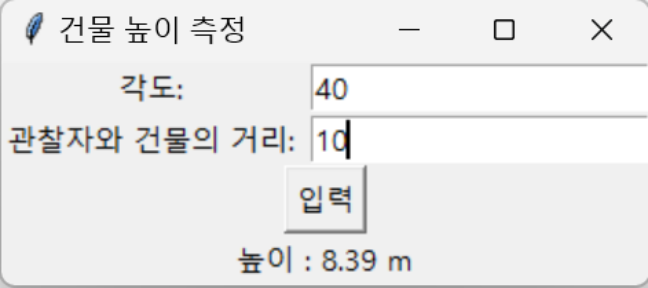 건물 높이 측정
각도: 40
관찰자와 건물의 거리: 10
입력
높이 : 8.39 m